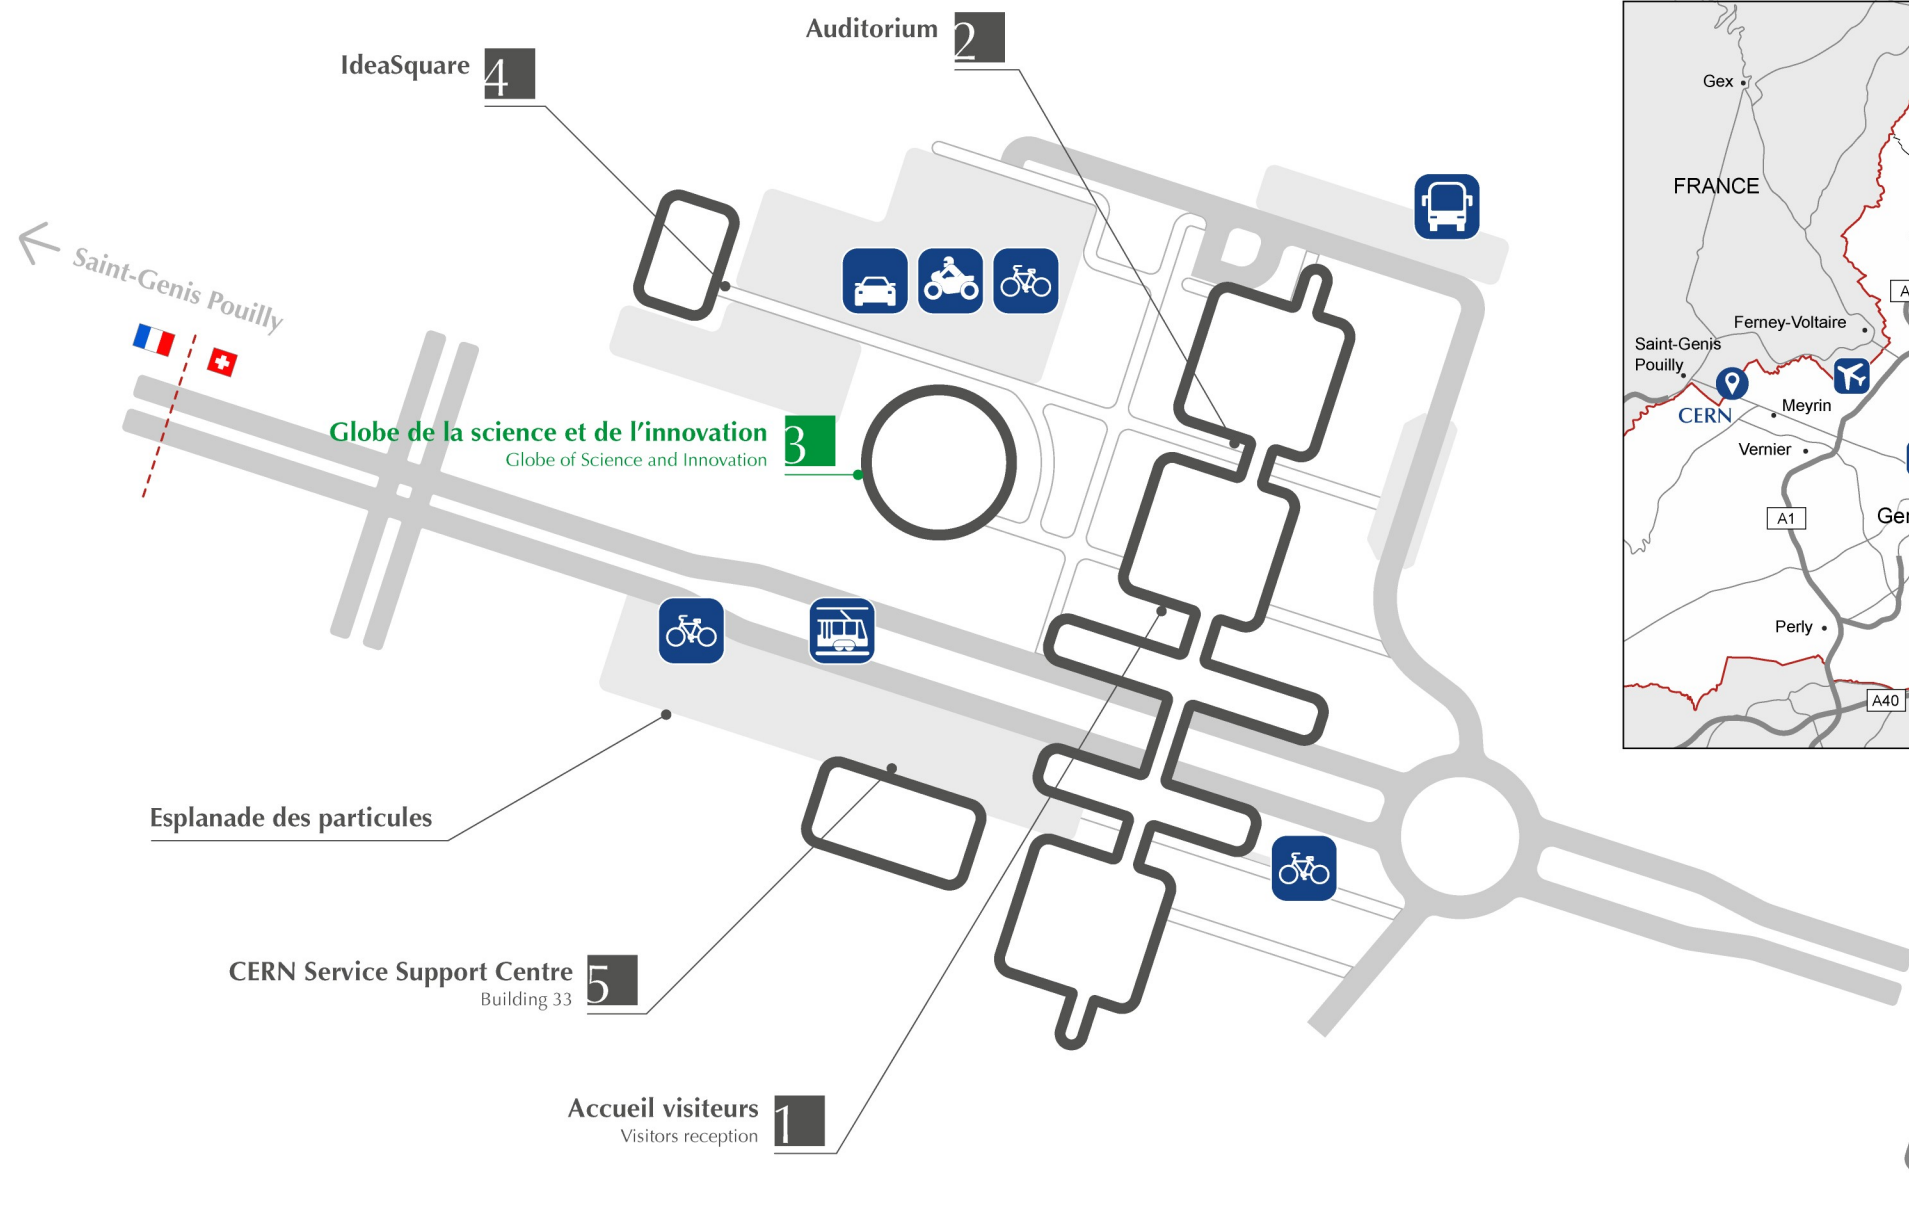 Auditorium 2
IdeaSquare 4
Saint-Genis Pouilly
Globe de la science et de l’innovation 3
Globe of Science and Innovation
Esplanade des particules
CERN Service Support Centre 5
Building 33
Accueil visiteurs 1
Visitors reception
Gex
FRANCE
Ferney-Voltaire
Saint-Genis
Pouilly
CERN
Meyrin
Vernier
A1
Perly
A40